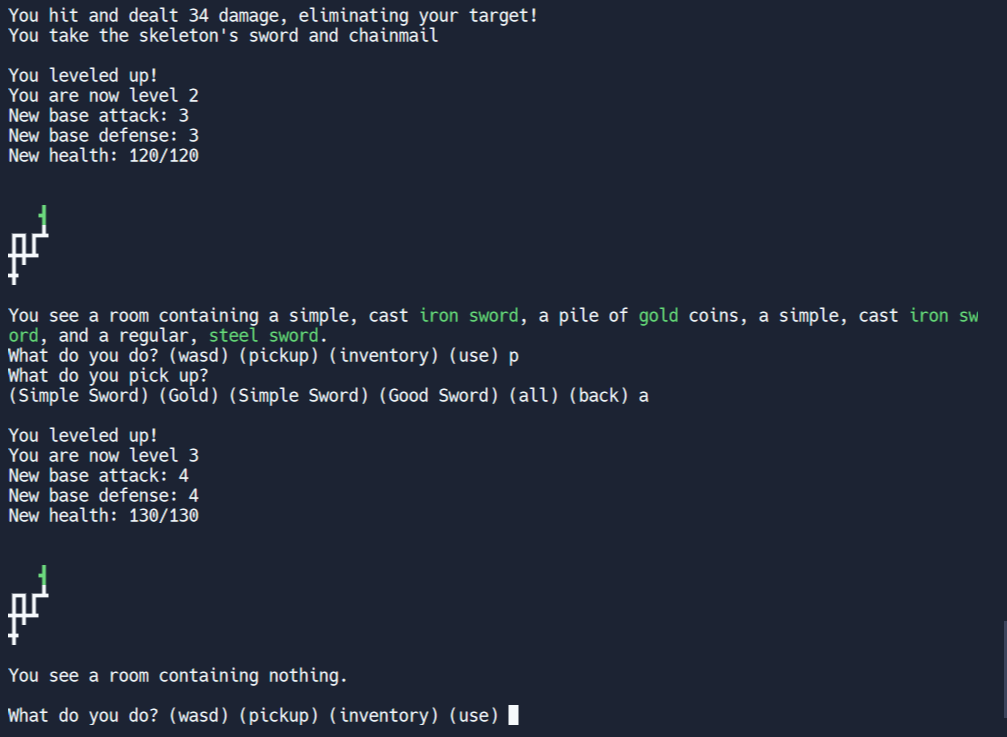 You hit and dealt 34 damage, eliminating your target!
You take the skeleton's sword and chainmail
You leveled up!
You are now level 2
New base attack: 3
New base defense: 3
New health: 120/120
You see a room containing a simple, cast iron sword, a pile of gold coins, a simple, cast iron sw
ord, and a regular, steel sword.
What do you do? (wasd) (pickup) (inventory) (use) p
What do you pick up?
(Simple Sword) (Gold) (Simple Sword) (Good Sword) (all) (back) a
You leveled up!
You are now level 3
New base attack: 4
New base defense: 4
New health: 130/130
You see a room containing nothing.
What do you do? (wasd) (pickup) (inventory) (use)